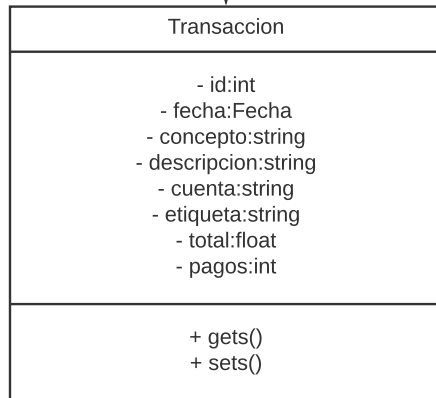 Transaccion
- id:int
- fecha:Fecha
- concepto:string
- descripcion:string
- cuenta:string
- etiqueta:string
- total:float
- pagos:int
+ gets()
+ sets()